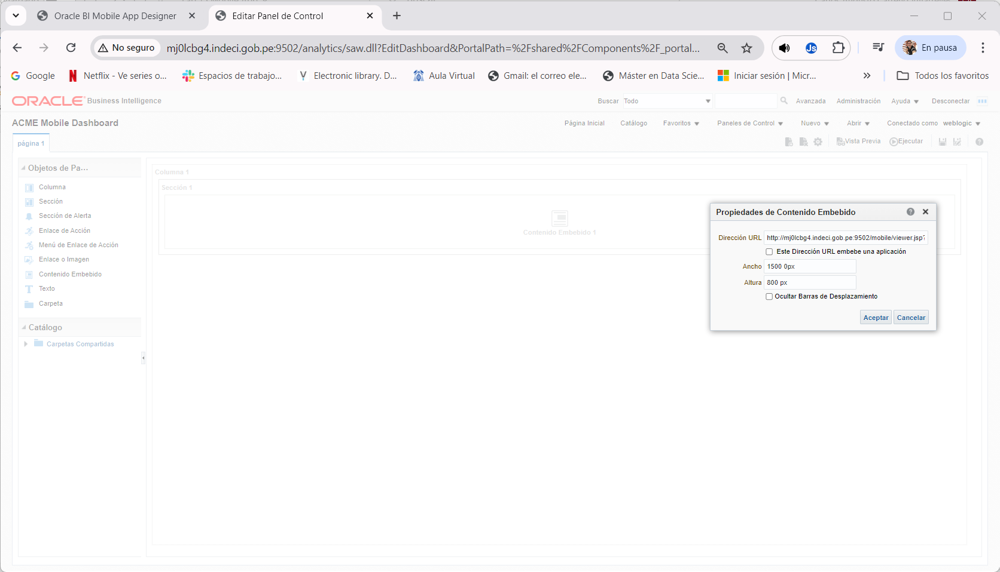 Oracle BI Mobile App Designer
Editar Panel de Control
No seguro
mj0lcbg4.indeci.gob.pe:9502/analytics/saw.dll?EditDashboard&PortalPath=%2Fshared%2FComponents%2F_portal...
Js
En pausa
Google
Netflix - Ve series o...
Espacios de trabajo...
Electronic library. D...
Aula Virtual
Gmail: el correo ele...
Máster en Data Scie...
Iniciar sesión | Micr...
Todos los favoritos
ORACLE Business Intelligence
Buscar Todo
Avanzada
Administración
Ayuda
Desconectar
ACME Mobile Dashboard
Página Inicial
Catálogo
Favoritos
Paneles de Control
Nuevo
Abrir
Conectado como weblogic
página 1
Vista Previa
Ejecutar
Objetos de Pa...
Columna
Sección
Sección de Alerta
Enlace de Acción
Menú de Enlace de Acción
Enlace o Imagen
Contenido Embebido
Texto
Carpeta
Catálogo
Carpetas Compartidas
Columna 1
Sección 1
Contenido Embebido 1
Propiedades de Contenido Embebido
Dirección URL http://mj0lcbg4.indeci.gob.pe:9502/mobile/viewer.jsp?
Este Dirección URL embebe una aplicación
Ancho 1500 0px
Altura 800 px
Ocultar Barras de Desplazamiento
Aceptar Cancelar